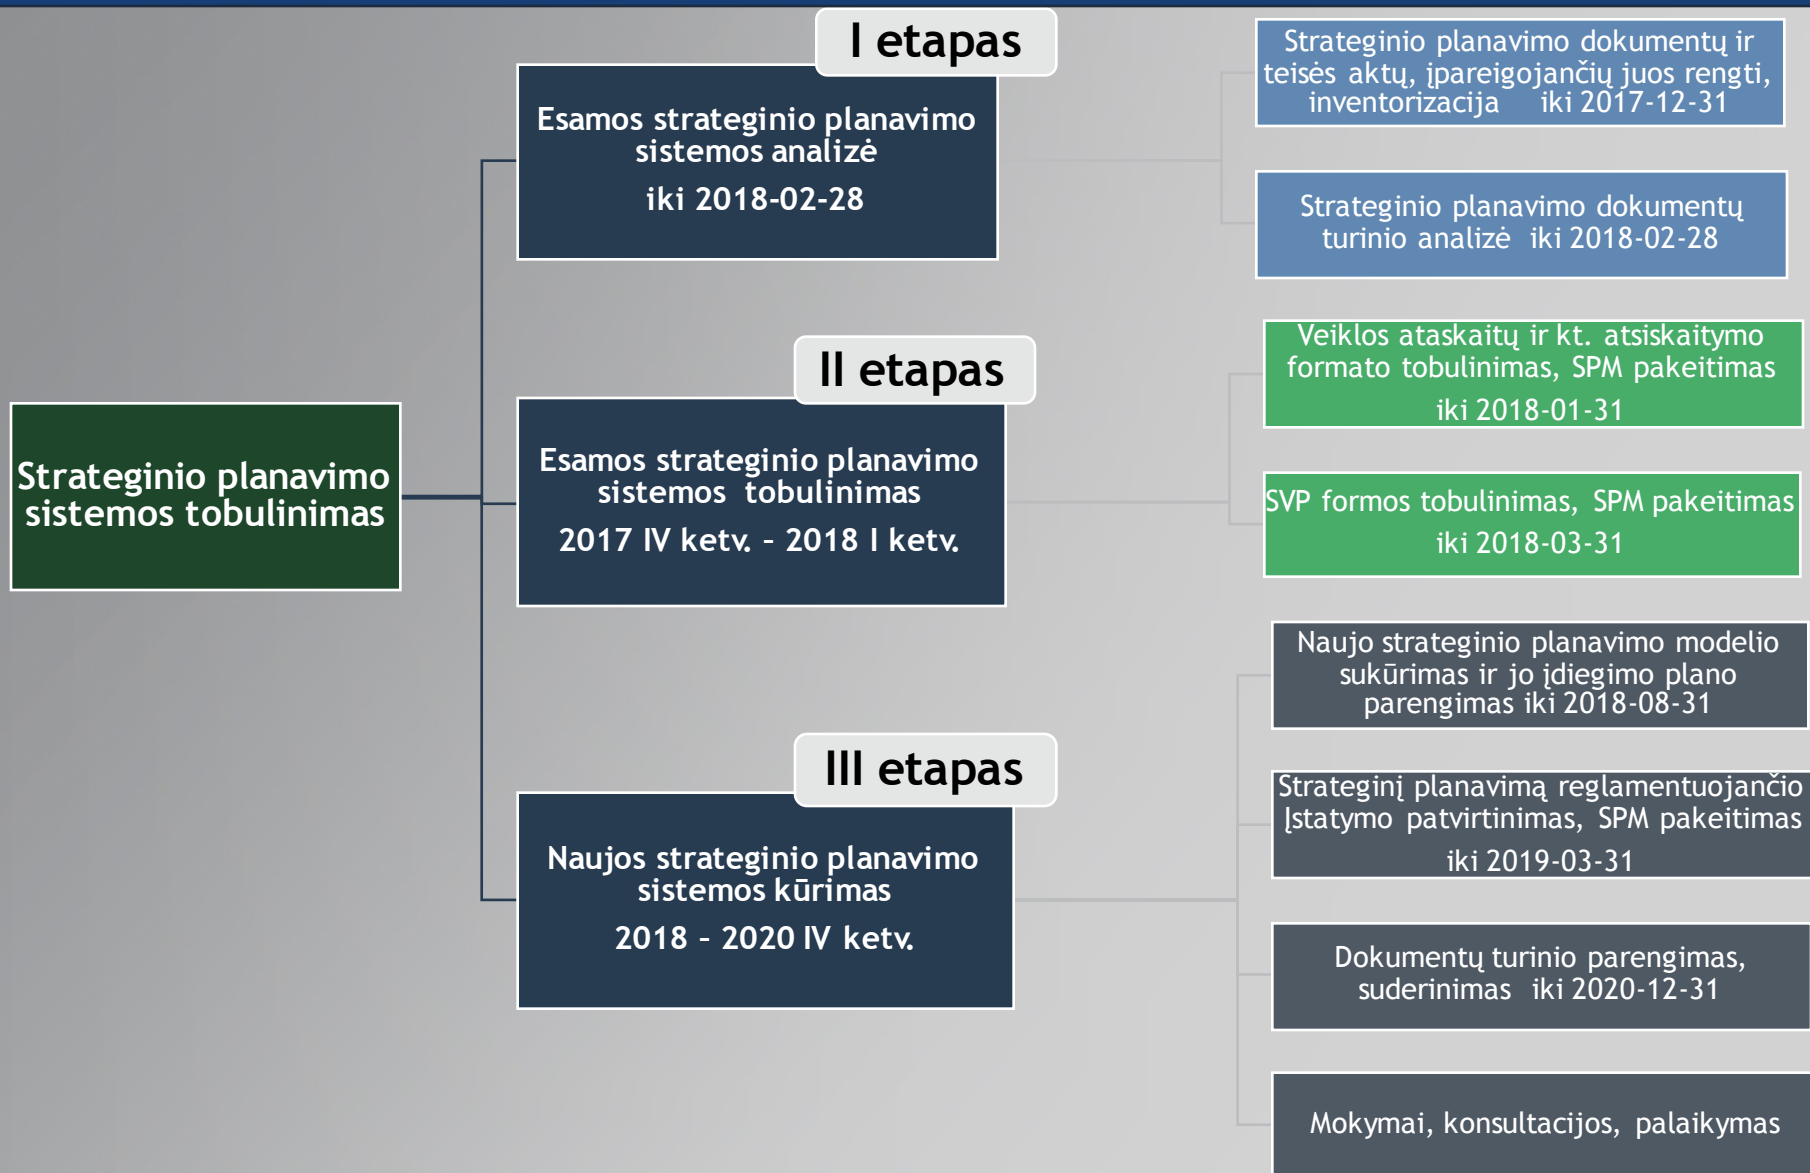 Strateginio planavimo
sistemos tobulinimas
I etapas
Esamos strateginio planavimo
sistemos analizė
iki 2018-02-28
Strateginio planavimo dokumentų ir
teisės aktų, įpareigojančių juos rengti,
inventorizacija iki 2017-12-31
Strateginio planavimo dokumentų
turinio analizė iki 2018-02-28
II etapas
Esamos strateginio planavimo
sistemos tobulinimas
2017 IV ketv. – 2018 I ketv.
Veiklos ataskaitų ir kt. atsiskaitymo
formato tobulinimas, SPM pakeitimas
iki 2018-01-31
SVP formos tobulinimas, SPM pakeitimas
iki 2018-03-31
III etapas
Naujos strateginio planavimo
sistemos kūrimas
2018 – 2020 IV ketv.
Naujo strateginio planavimo modelio
sukūrimas ir jo įdiegimo plano
parengimas iki 2018-08-31
Strateginį planavimą reglamentuojančio
Įstatymo patvirtinimas, SPM pakeitimas
iki 2019-03-31
Dokumentų turinio parengimas,
suderinimas iki 2020-12-31
Mokymai, konsultacijos, palaikymas